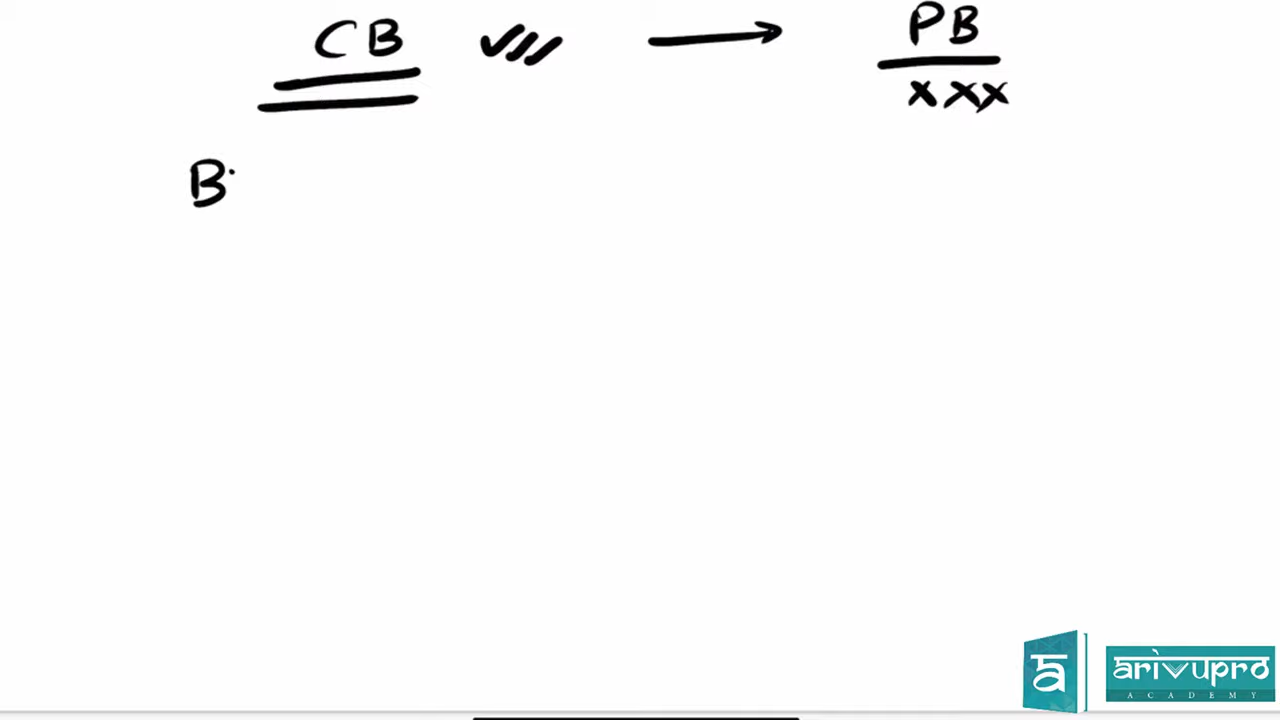 CB → PB
xxx
B
ā
arivupro
ACADEMY